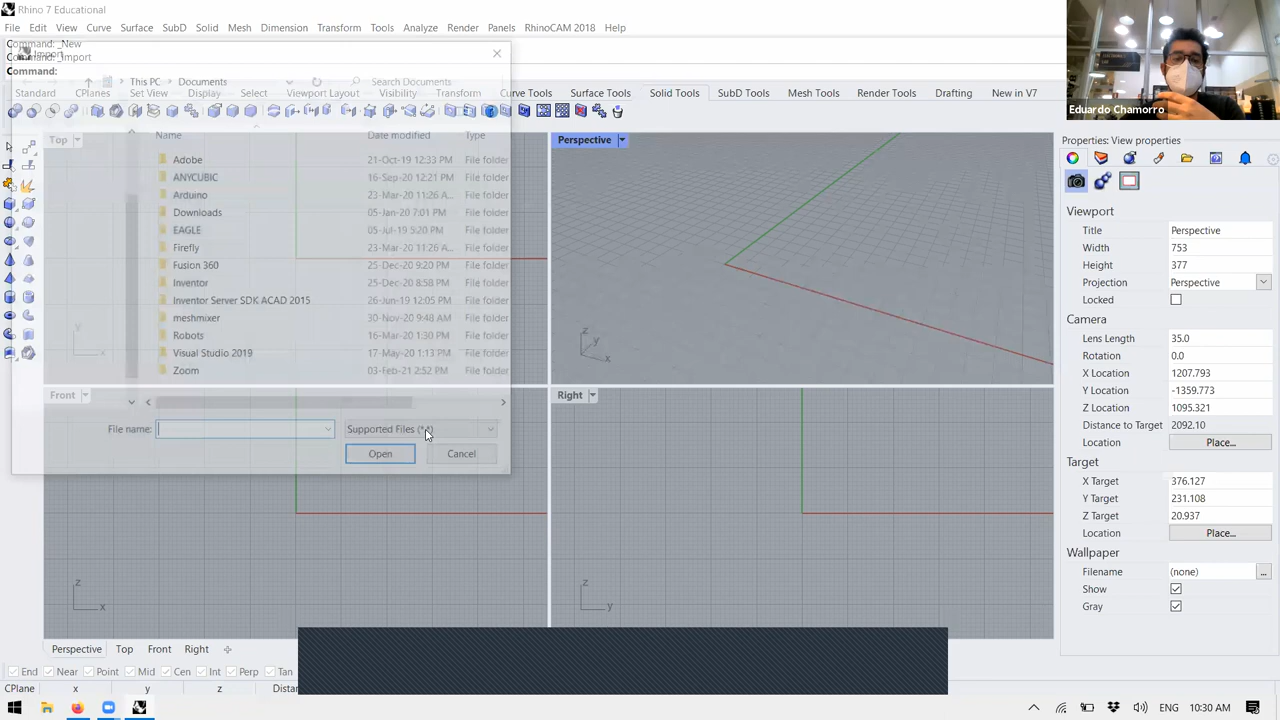 Rhino 7 Educational
File Edit View Curve Surface SubD Solid Mesh Dimension Transform Tools Analyze Render Panels RhinoCAM 2018 Help
Command: _New
Command: _Import
Import
Command:
This PC Documents Search Documents
Standard CPlanes Set View Display Select Viewport Layout Visibility Transform Curve Tools Surface Tools Solid Tools SubD Tools Mesh Tools Render Tools Drafting New in V7
Eduardo Chamorro
Top
Name Date modified Type
Adobe 21-Oct-19 12:33 PM File folder
ANYCUBIC 16-Sep-20 12:21 PM File folder
Arduino 23-Mar-20 11:26 A... File folder
Downloads 05-Jan-20 7:01 PM File folder
EAGLE 05-Jul-19 5:20 PM File folder
Firefly 23-Mar-20 11:26 A... File folder
Fusion 360 25-Dec-20 9:20 PM File folder
Inventor 25-Dec-20 8:58 PM File folder
Inventor Server SDK ACAD 2015 26-Jun-19 12:05 PM File folder
meshmixer 30-Nov-20 9:48 AM File folder
Robots 16-Mar-20 1:30 PM File folder
Visual Studio 2019 17-May-20 1:13 PM File folder
Zoom 03-Feb-21 2:52 PM File folder
File name: Supported Files (*.*)
Open Cancel
y
x
Perspective
z
y
x
Front
z
x
Right
z
y
Properties: View properties
Viewport
Title Perspective
Width 753
Height 377
Projection Perspective
Locked
Camera
Lens Length 35.0
Rotation 0.0
X Location 1207.793
Y Location -1359.773
Z Location 1095.321
Distance to Target 2092.10
Location Place...
Target
X Target 376.127
Y Target 231.108
Z Target 20.937
Location Place...
Wallpaper
Filename (none) ...
Show
Gray
Perspective Top Front Right
End Near Point Mid Cen Int Perp Tan
CPlane x y z Distan
ENG 10:30 AM